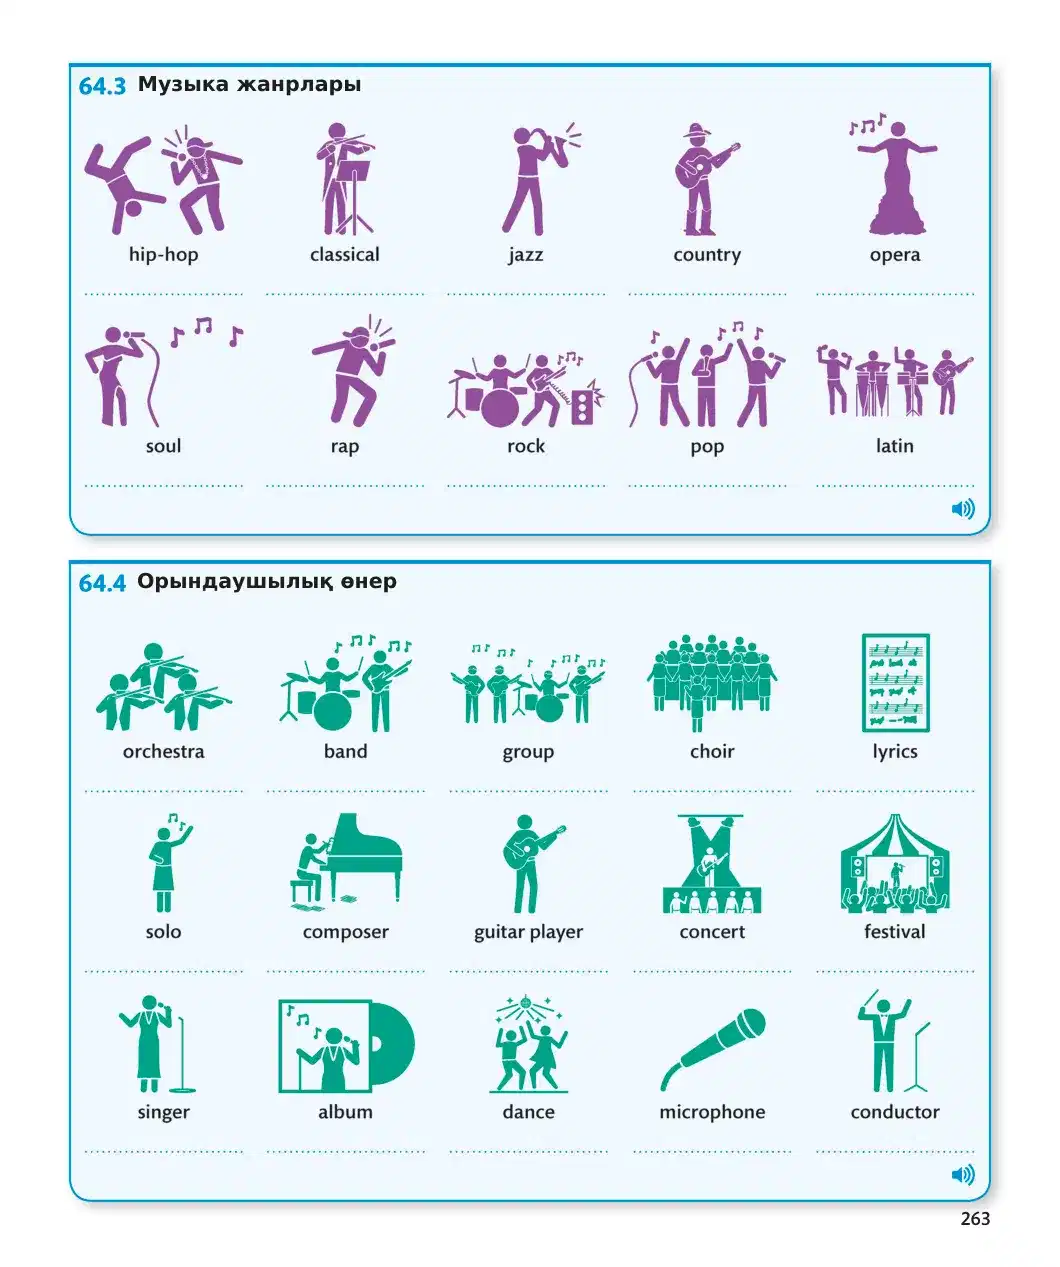 64.3 Музыка жанрлары
hip-hop classical jazz country opera
soul rap rock pop latin
64.4 Орындаушылық өнер
orchestra band group choir lyrics
solo composer guitar player concert festival
singer album dance microphone conductor
263